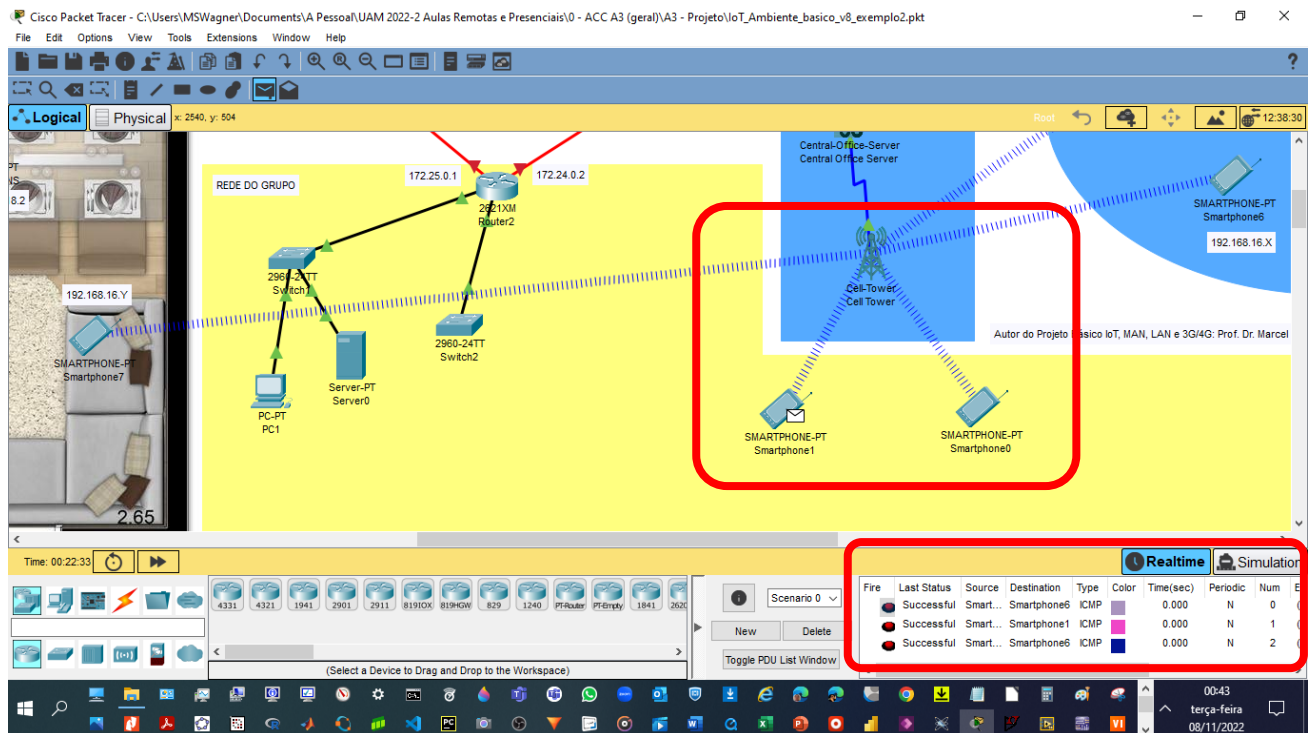 Cisco Packet Tracer - C:\Users\MSWagner\Documents\A Pessoal\UAM 2022-2 Aulas Remotas e Presenciais\0 - ACC A3 (geral)\A3 - Projeto\IoT_Ambiente_basico_v8_exemplo2.pkt
File Edit Options View Tools Extensions Window Help
Logical Physical x: 2540, y: 504 Root 12:38:30
8.2
REDE DO GRUPO
172.25.0.1
172.24.0.2
2621XM
Router2
Central-Office-Server
Central Office Server
SMARTPHONE-PT
Smartphone6
192.168.16.X
2960-24TT
Switch1
192.168.16.Y
Cell-Tower
Cell Tower
2960-24TT
Switch2
Autor do Projeto Básico IoT, MAN, LAN e 3G/4G: Prof. Dr. Marcel
SMARTPHONE-PT
Smartphone7
Server-PT
Server0
PC-PT
PC1
SMARTPHONE-PT
Smartphone1
SMARTPHONE-PT
Smartphone0
2.65
Time: 00:22:33
Realtime Simulation
4331 4321 1941 2901 2911 819IOX 819HGW 829 1240 PT-Router PT-Empty 1841 2620
(Select a Device to Drag and Drop to the Workspace)
Scenario 0
New Delete
Toggle PDU List Window
Fire Last Status Source Destination Type Color Time(sec) Periodic Num E
Successful Smart... Smartphone6 ICMP 0.000 N 0 (
Successful Smart... Smartphone1 ICMP 0.000 N 1 (
Successful Smart... Smartphone6 ICMP 0.000 N 2 (
00:43
terça-feira
08/11/2022